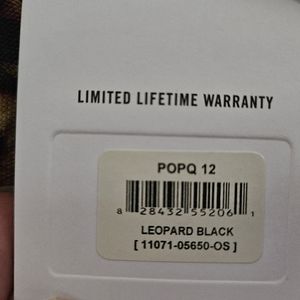 LIMITED LIFETIME WARRANTY
POPQ 12
8 28432 55206 1
LEOPARD BLACK
[ 11071-05650-OS ]